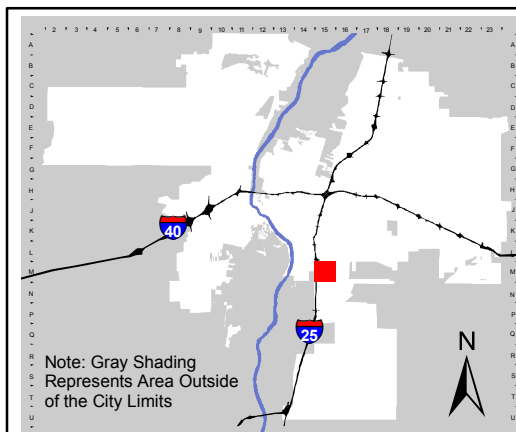 2 3 4 5 6 7 8 9 10 11 12 13 14 15 16 17 18 19 20 21 22 23
A A
B B
C C
D D
E E
F F
G G
H H
J J
K K
L L
M M
N N
P P
Q Q
R R
S S
T T
U U
40
25
N
Note: Gray Shading
Represents Area Outside
of the City Limits